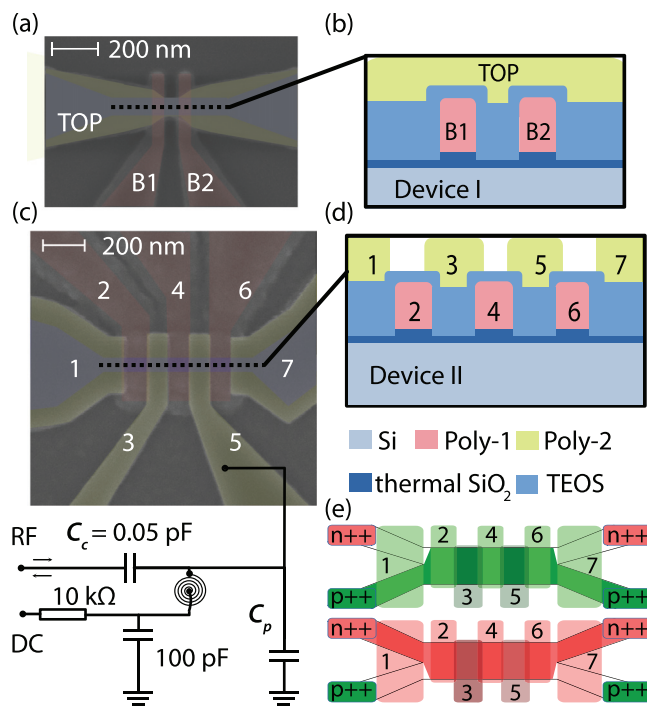 (a)
200 nm
TOP
B1 B2
(b)
TOP
B1 B2
Device I
(c)
200 nm
2 4 6
1 7
3 5
(d)
1 3 5 7
2 4 6
Device II
Si Poly-1 Poly-2
thermal SiO₂ TEOS
RF
C_c = 0.05 pF
10 kΩ
DC
100 pF
C_p
(e)
n++ 2 4 6 n++
1 7
p++ 3 5 p++
n++ 2 4 6 n++
1 7
p++ 3 5 p++